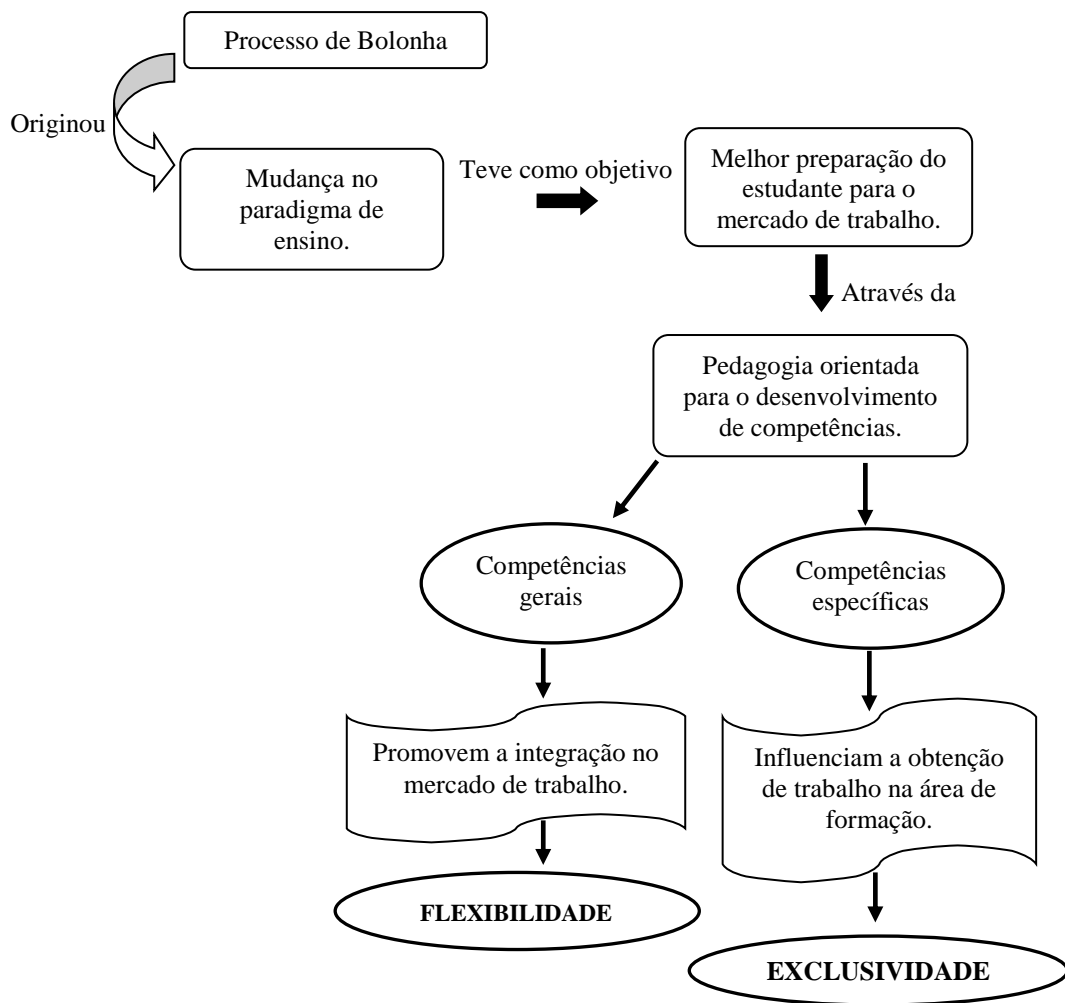 Processo de Bolonha
Originou
Mudança no
paradigma de
ensino.
Teve como objetivo
Melhor preparação do
estudante para o
mercado de trabalho.
Através da
Pedagogia orientada
para o desenvolvimento
de competências.
Competências
gerais
Competências
específicas
Promovem a integração no
mercado de trabalho.
Influenciam a obtenção
de trabalho na área de
formação.
FLEXIBILIDADE
EXCLUSIVIDADE